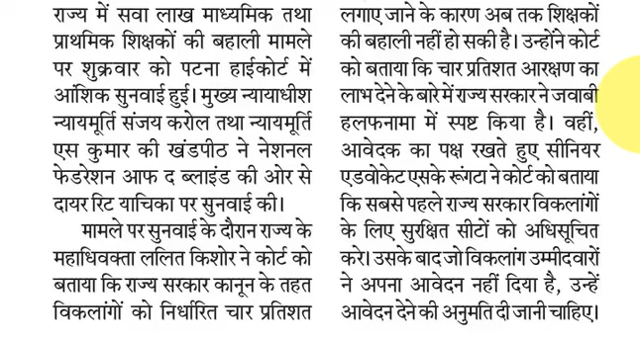 राज्य में सवा लाख माध्यमिक तथा
प्राथमिक शिक्षकों की बहाली मामले
पर शुक्रवार को पटना हाईकोर्ट में
आंशिक सुनवाई हुई। मुख्य न्यायाधीश
न्यायमूर्ति संजय करोल तथा न्यायमूर्ति
एस कुमार की खंडपीठ ने नेशनल
फेडरेशन आफ द ब्लाइंड की ओर से
दायर रिट याचिका पर सुनवाई की।
मामले पर सुनवाई के दौरान राज्य के
महाधिवक्ता ललित किशोर ने कोर्ट को
बताया कि राज्य सरकार कानून के तहत
विकलांगों को निर्धारित चार प्रतिशत
लगाए जाने के कारण अब तक शिक्षकों
की बहाली नहीं हो सकी है। उन्होंने कोर्ट
को बताया कि चार प्रतिशत आरक्षण का
लाभ देने के बारे में राज्य सरकार ने जवाबी
हलफनामा में स्पष्ट किया है। वहीं,
आवेदक का पक्ष रखते हुए सीनियर
एडवोकेट एसके रूंगटा ने कोर्ट को बताया
कि सबसे पहले राज्य सरकार विकलांगों
के लिए सुरक्षित सीटों को अधिसूचित
करे। उसके बाद जो विकलांग उम्मीदवारों
ने अपना आवेदन नहीं दिया है, उन्हें
आवेदन देने की अनुमति दी जानी चाहिए।